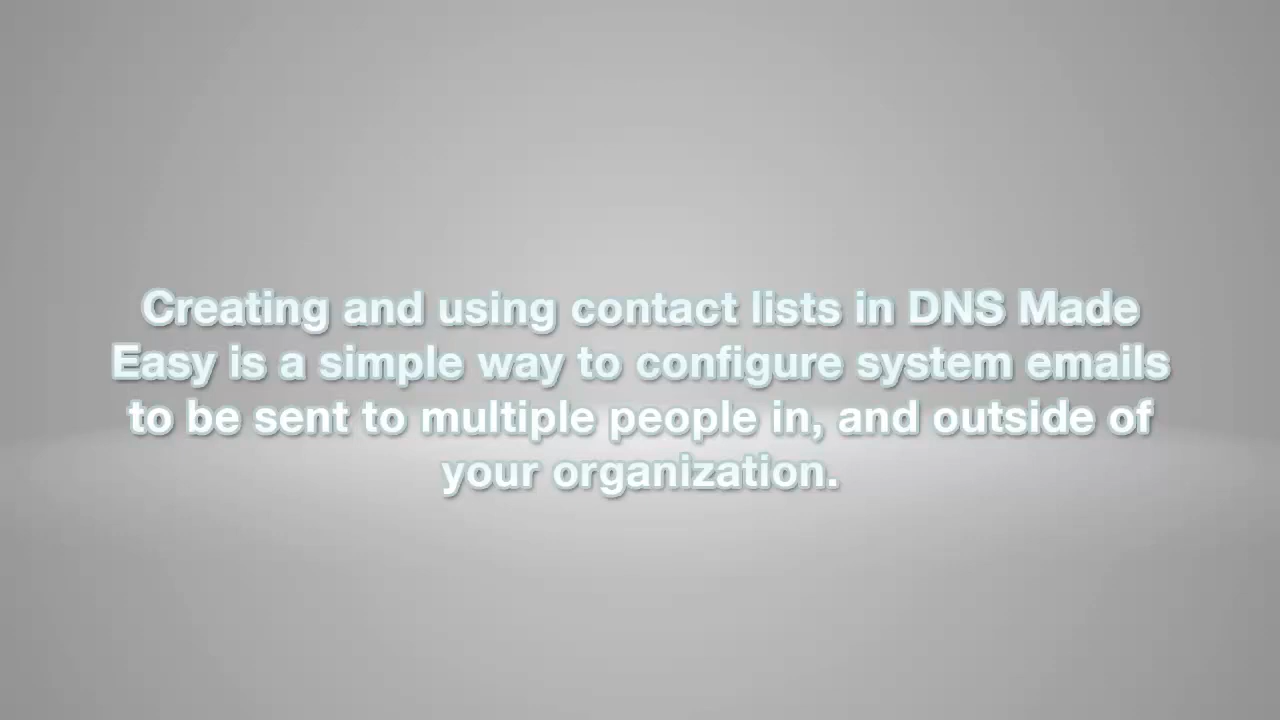 Creating and using contact lists in DNS Made
Easy is a simple way to configure system emails
to be sent to multiple people in, and outside of
your organization.